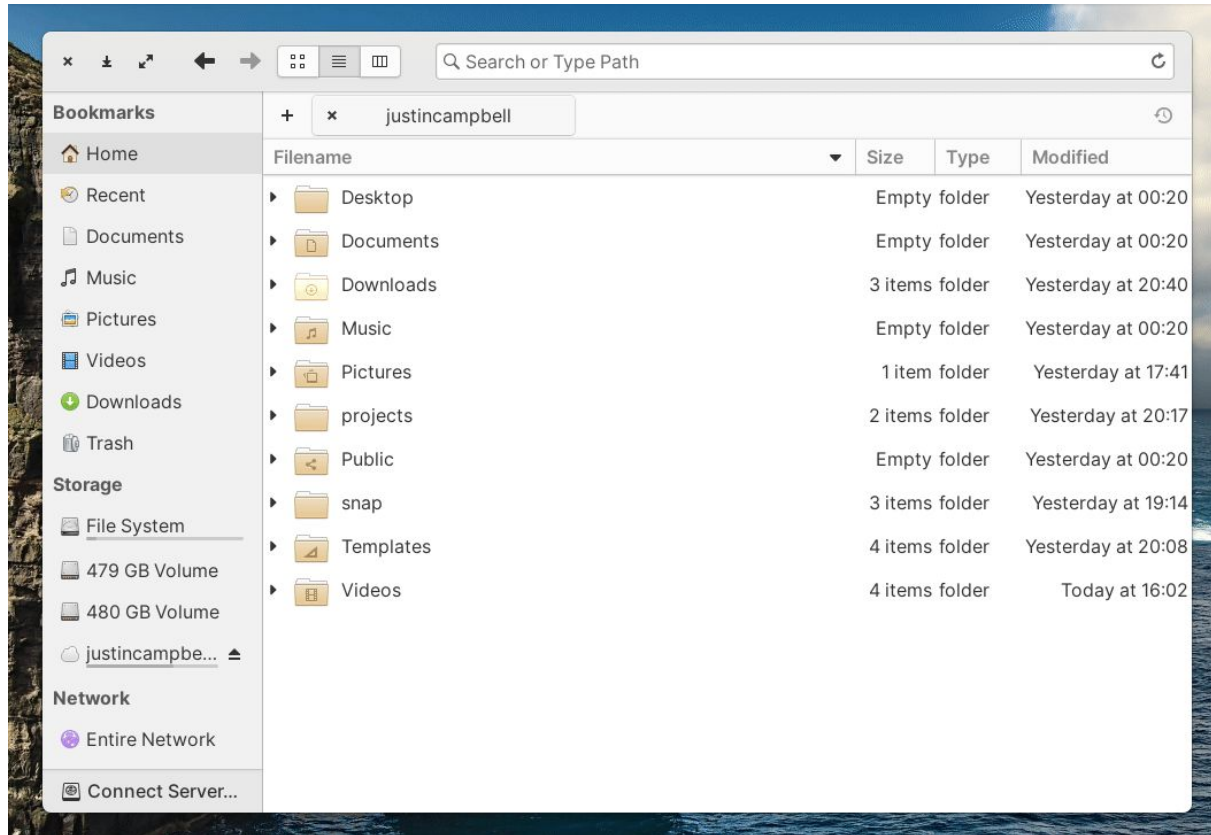 Search or Type Path
Bookmarks
Home
Recent
Documents
Music
Pictures
Videos
Downloads
Trash
Storage
File System
479 GB Volume
480 GB Volume
justincampbe...
Network
Entire Network
Connect Server...
justincampbell
Filename Size Type Modified
Desktop Empty folder Yesterday at 00:20
Documents Empty folder Yesterday at 00:20
Downloads 3 items folder Yesterday at 20:40
Music Empty folder Yesterday at 00:20
Pictures 1 item folder Yesterday at 17:41
projects 2 items folder Yesterday at 20:17
Public Empty folder Yesterday at 00:20
snap 3 items folder Yesterday at 19:14
Templates 4 items folder Yesterday at 20:08
Videos 4 items folder Today at 16:02